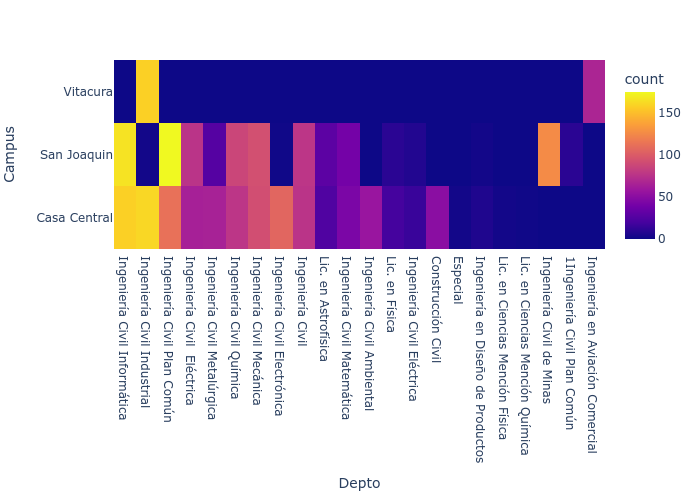 count
Vitacura
San Joaquin
Casa Central
Campus
150
100
50
0
Ingeniería Civil Informática
Ingeniería Civil Industrial
Ingeniería Civil Plan Común
Ingeniería Civil  Eléctrica
Ingeniería Civil Metalúrgica
Ingeniería Civil Química
Ingeniería Civil Mecánica
Ingeniería Civil Electrónica
Ingeniería Civil
Lic. en Astrofísica
Ingeniería Civil Matemática
Ingeniería Civil Ambiental
Lic. en Física
Ingeniería Civil Eléctrica
Construcción Civil
Especial
Ingeniería en Diseño de Productos
Lic. en Ciencias Mención Física
Lic. en Ciencias Mención Química
Ingeniería Civil de Minas
1Ingeniería Civil Plan Común
Ingeniería en Aviación Comercial
Depto